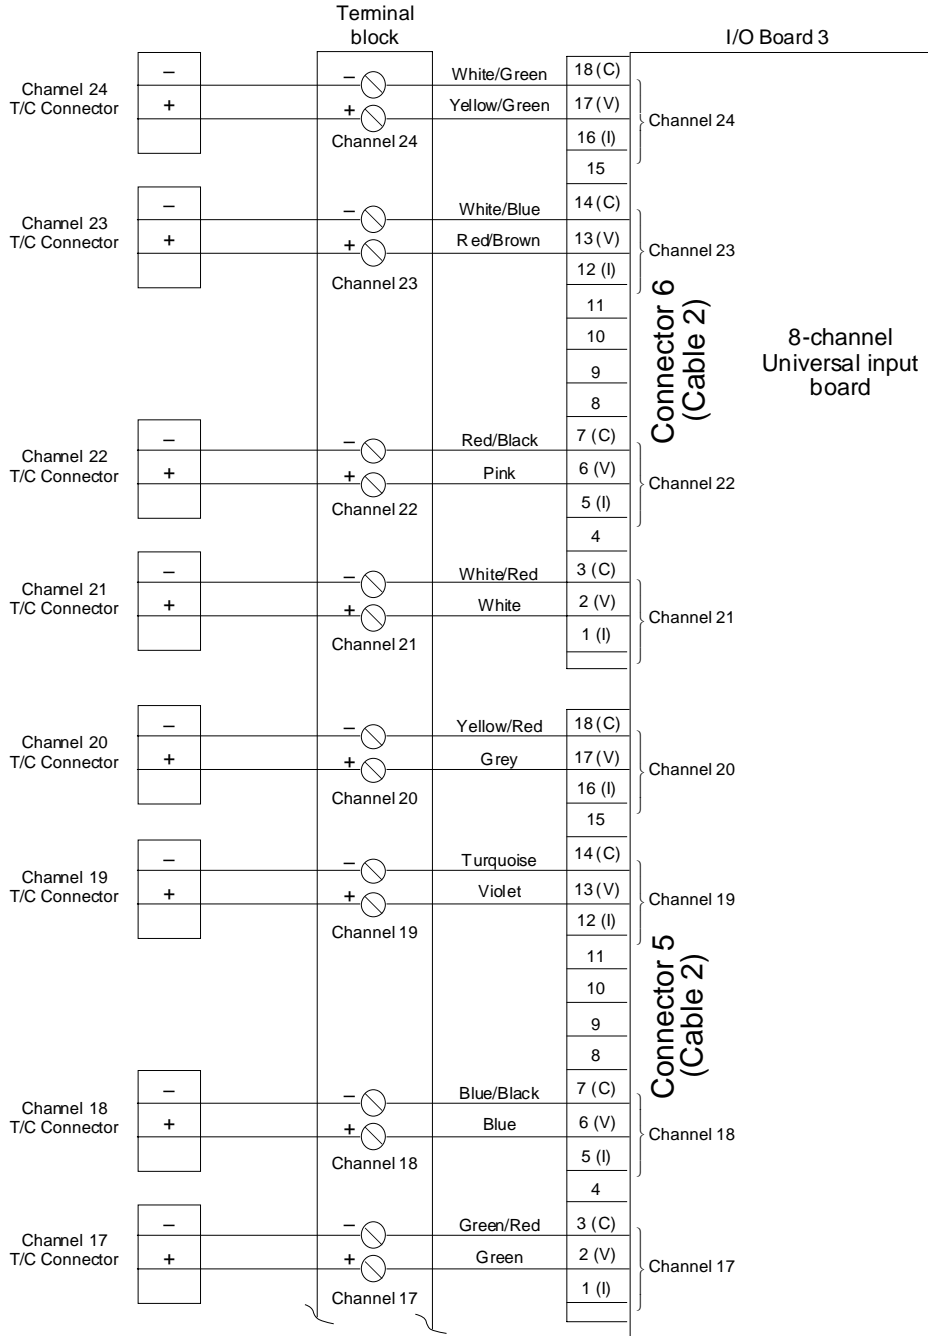 Terminal
block
I/O Board 3
Channel 24
T/C Connector
–
+
–
+
Channel 24
White/Green
Yellow/Green
18 (C)
17 (V)
16 (I)
15
Channel 24
Channel 23
T/C Connector
–
+
–
+
Channel 23
White/Blue
Red/Brown
14 (C)
13 (V)
12 (I)
11
10
9
8
Channel 23
Connector 6
(Cable 2)
8-channel
Universal input
board
Channel 22
T/C Connector
–
+
–
+
Channel 22
Red/Black
Pink
7 (C)
6 (V)
5 (I)
4
Channel 22
Channel 21
T/C Connector
–
+
–
+
Channel 21
White/Red
White
3 (C)
2 (V)
1 (I)
Channel 21
Channel 20
T/C Connector
–
+
–
+
Channel 20
Yellow/Red
Grey
18 (C)
17 (V)
16 (I)
15
Channel 20
Channel 19
T/C Connector
–
+
–
+
Channel 19
Turquoise
Violet
14 (C)
13 (V)
12 (I)
11
10
9
8
Channel 19
Connector 5
(Cable 2)
Channel 18
T/C Connector
–
+
–
+
Channel 18
Blue/Black
Blue
7 (C)
6 (V)
5 (I)
4
Channel 18
Channel 17
T/C Connector
–
+
–
+
Channel 17
Green/Red
Green
3 (C)
2 (V)
1 (I)
Channel 17